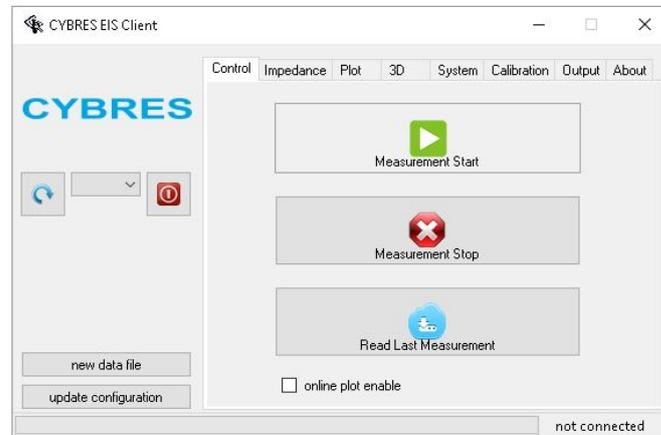 CYBRES EIS Client
Control Impedance Plot 3D System Calibration Output About
CYBRES
Measurement Start
Measurement Stop
Read Last Measurement
new data file
online plot enable
update configuration
not connected